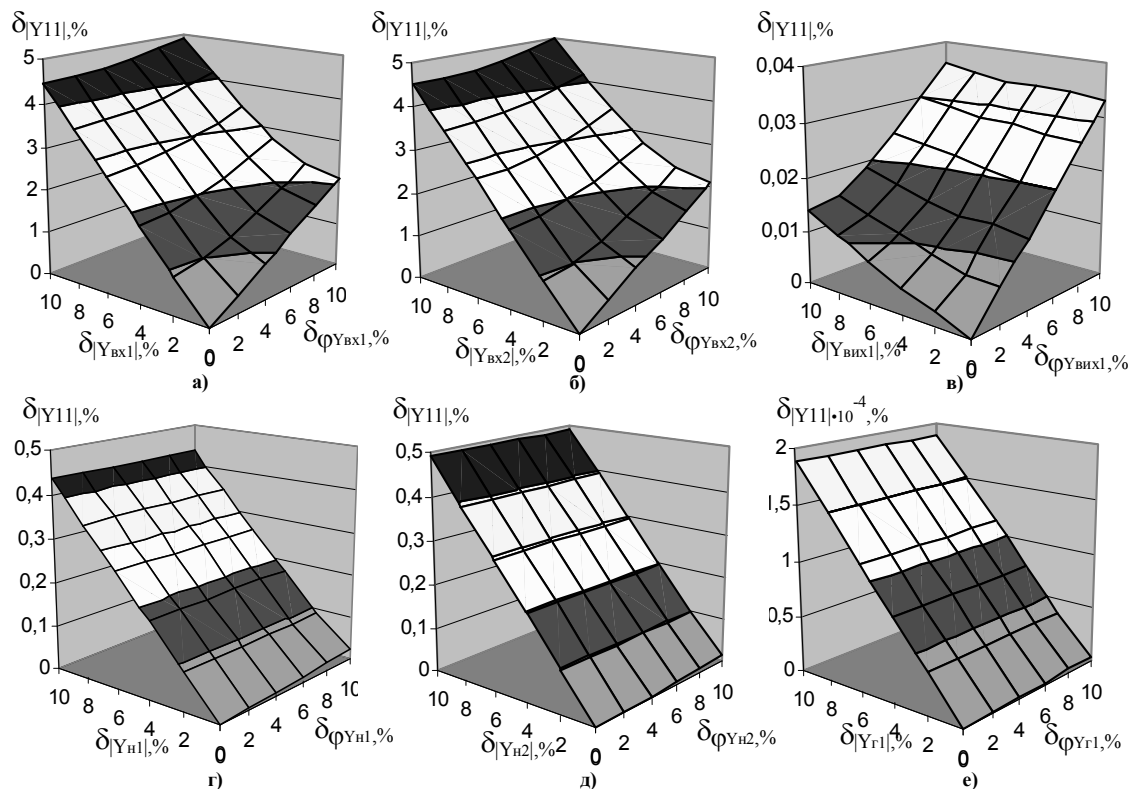 δ|Y11|,% δ|Y11|,% δ|Y11|,%
5 5 0,04
4 4 0,03
3 3 0,02
2 2 0,01
1 1 0
0 0
10 8 6 4 2 0 0 2 4 6 8 10
δ|Yвх1|,% δφYвх1,%
10 8 6 4 2 0 0 2 4 6 8 10
δ|Yвх2|,% δφYвх2,%
10 8 6 4 2 0 0 2 4 6 8 10
δ|Yвих1|,% δφYвих1,%
а) б) в)
δ|Y11|,% δ|Y11|,% δ|Y11|•10⁻⁴,%
0,5 0,5 2
0,4 0,4 1,5
0,3 0,3 1
0,2 0,2 0,5
0,1 0,1 0
0 0
10 8 6 4 2 0 0 2 4 6 8 10
δ|Yн1|,% δφYн1,%
10 8 6 4 2 0 0 2 4 6 8 10
δ|Yн2|,% δφYн2,%
10 8 6 4 2 0 0 2 4 6 8 10
δ|Yг1|,% δφYг1,%
г) д) е)